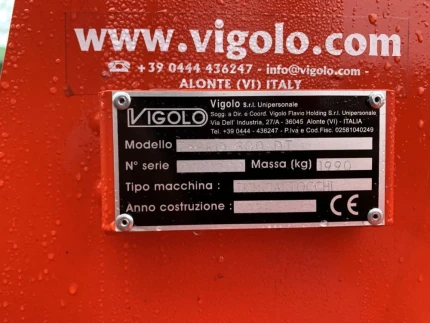 www.vigolo.com
☎ +39 0444 436247 - info@vigolo.com
ALONTE (VI) ITALY
VIGOLO
Vigolo s.r.l. Unipersonale
Sogg. a Dir. e Coord. Vigolo Flavio Holding S.r.l. Unipersonale
Via Dell' Industria, 27/A - 36045 Alonte (VI) - ITALIA
Tel. +39 0444 - 436247 - P.Iva e Cod.Fisc. 02581040249
Modello
N° serie Massa (kg) 1990
Tipo macchina :
Anno costruzione : CE